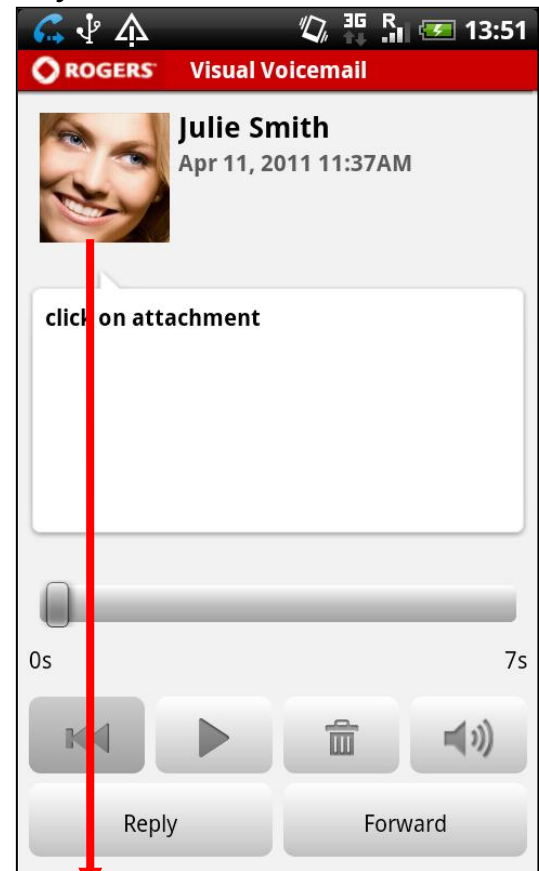 3G R 13:51
ROGERS Visual Voicemail
Julie Smith
Apr 11, 2011 11:37AM
click on attachment
0s 7s
Reply Forward